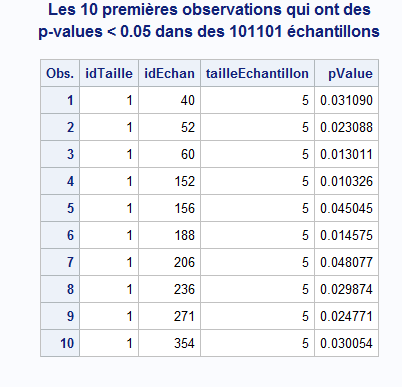 Les 10 premières observations qui ont des
p-values < 0.05 dans des 101101 échantillons
Obs. idTaille idEchan tailleEchantillon pValue
1 1 40 5 0.031090
2 1 52 5 0.023088
3 1 60 5 0.013011
4 1 152 5 0.010326
5 1 156 5 0.045045
6 1 188 5 0.014575
7 1 206 5 0.048077
8 1 236 5 0.029874
9 1 271 5 0.024771
10 1 354 5 0.030054